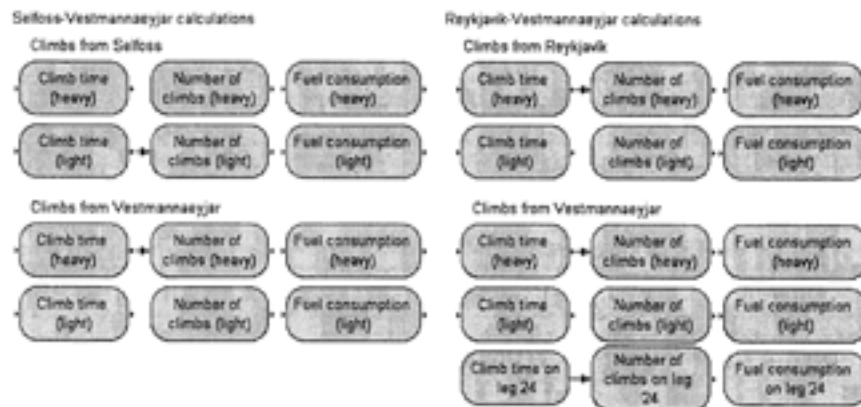 Selfoss-Vestmannaeyjar calculations
Climbs from Selfoss
Climb time
(heavy)
Number of
climbs (heavy)
Fuel consumption
(heavy)
Climb time
(light)
Number of
climbs (light)
Fuel consumption
(light)
Climbs from Vestmannaeyjar
Climb time
(heavy)
Number of
climbs (heavy)
Fuel consumption
(heavy)
Climb time
(light)
Number of
climbs (light)
Fuel consumption
(light)
Reykjavik-Vestmannaeyjar calculations
Climbs from Reykjavik
Climb time
(heavy)
Number of
climbs (heavy)
Fuel consumption
(heavy)
Climb time
(light)
Number of
climbs (light)
Fuel consumption
(light)
Climbs from Vestmannaeyjar
Climb time
(heavy)
Number of
climbs (heavy)
Fuel consumption
(heavy)
Climb time
(light)
Number of
climbs (light)
Fuel consumption
(light)
Climb time on
leg 24
Number of
climbs on leg
24
Fuel consumption
on leg 24